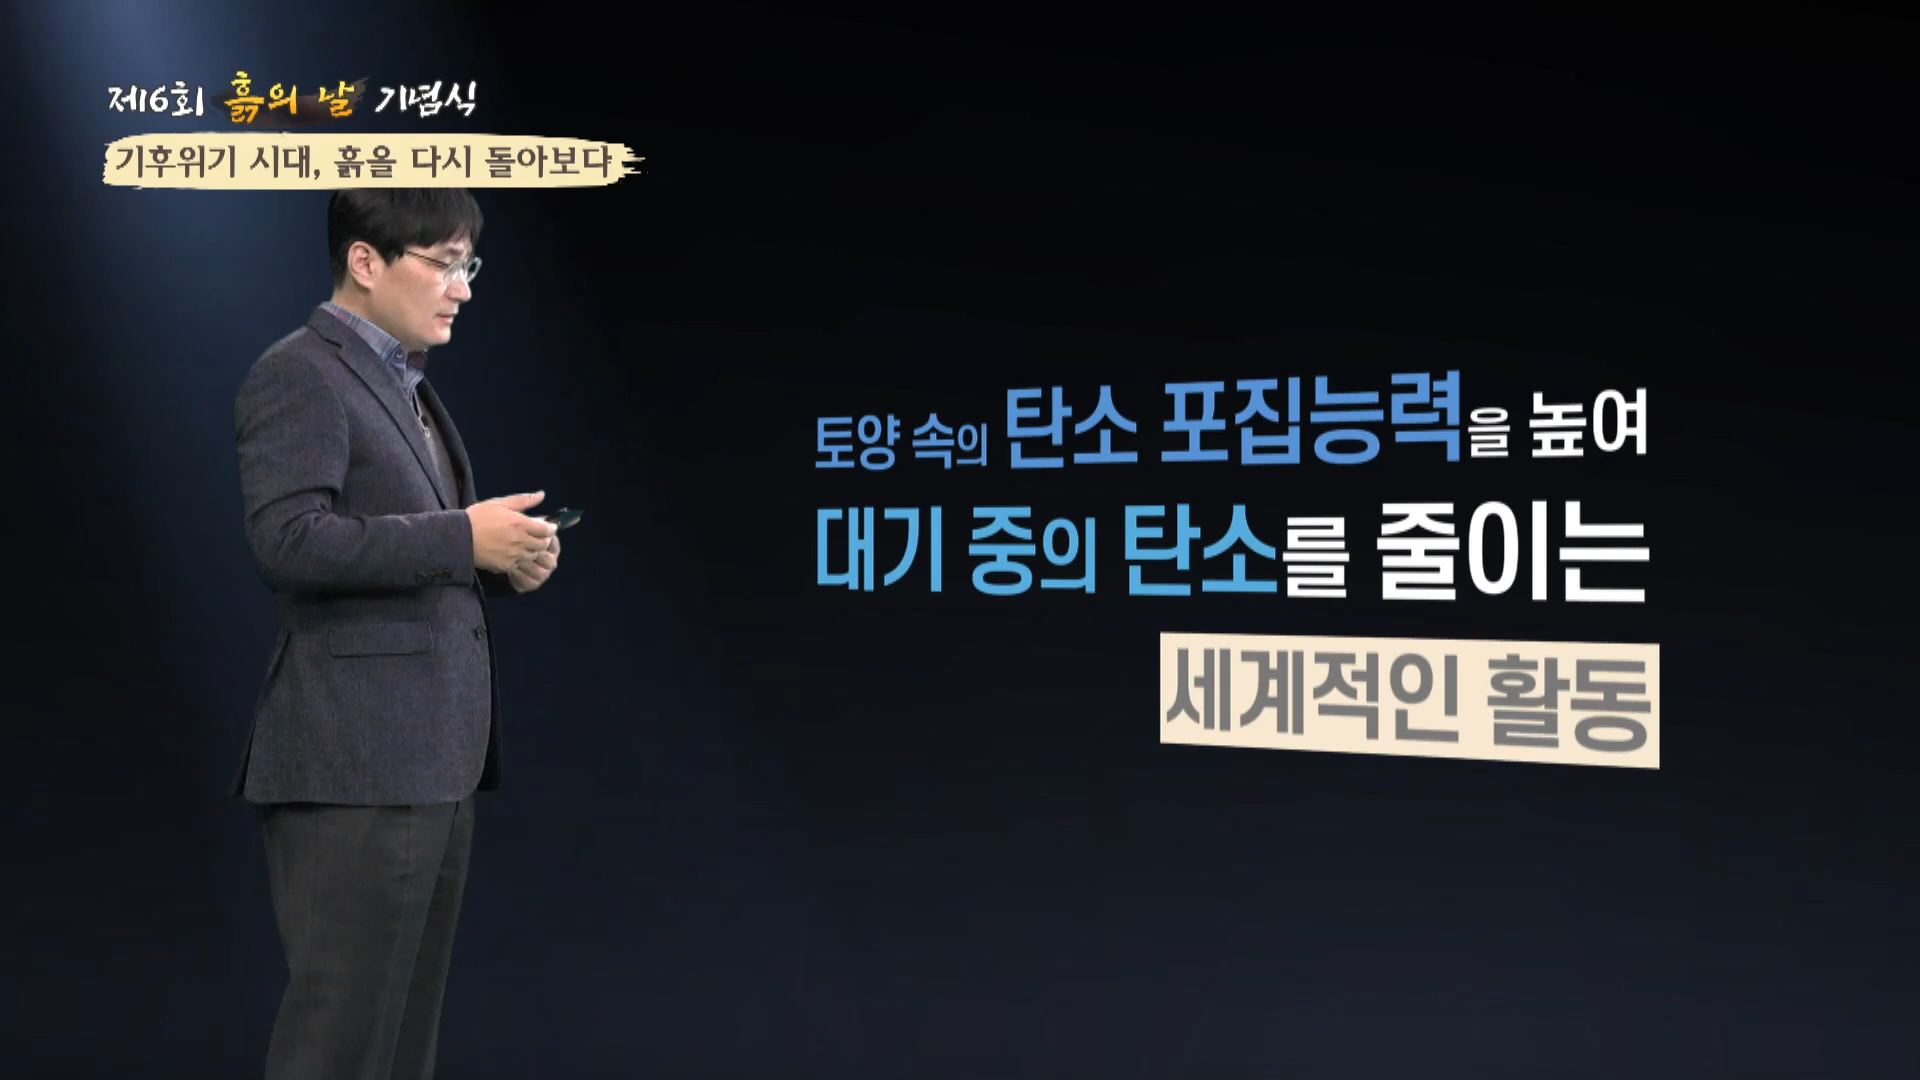 제6회 흙의 날 기념식
기후위기 시대, 흙을 다시 돌아보다
토양 속의 탄소 포집능력을 높여
대기 중의 탄소를 줄이는
세계적인 활동